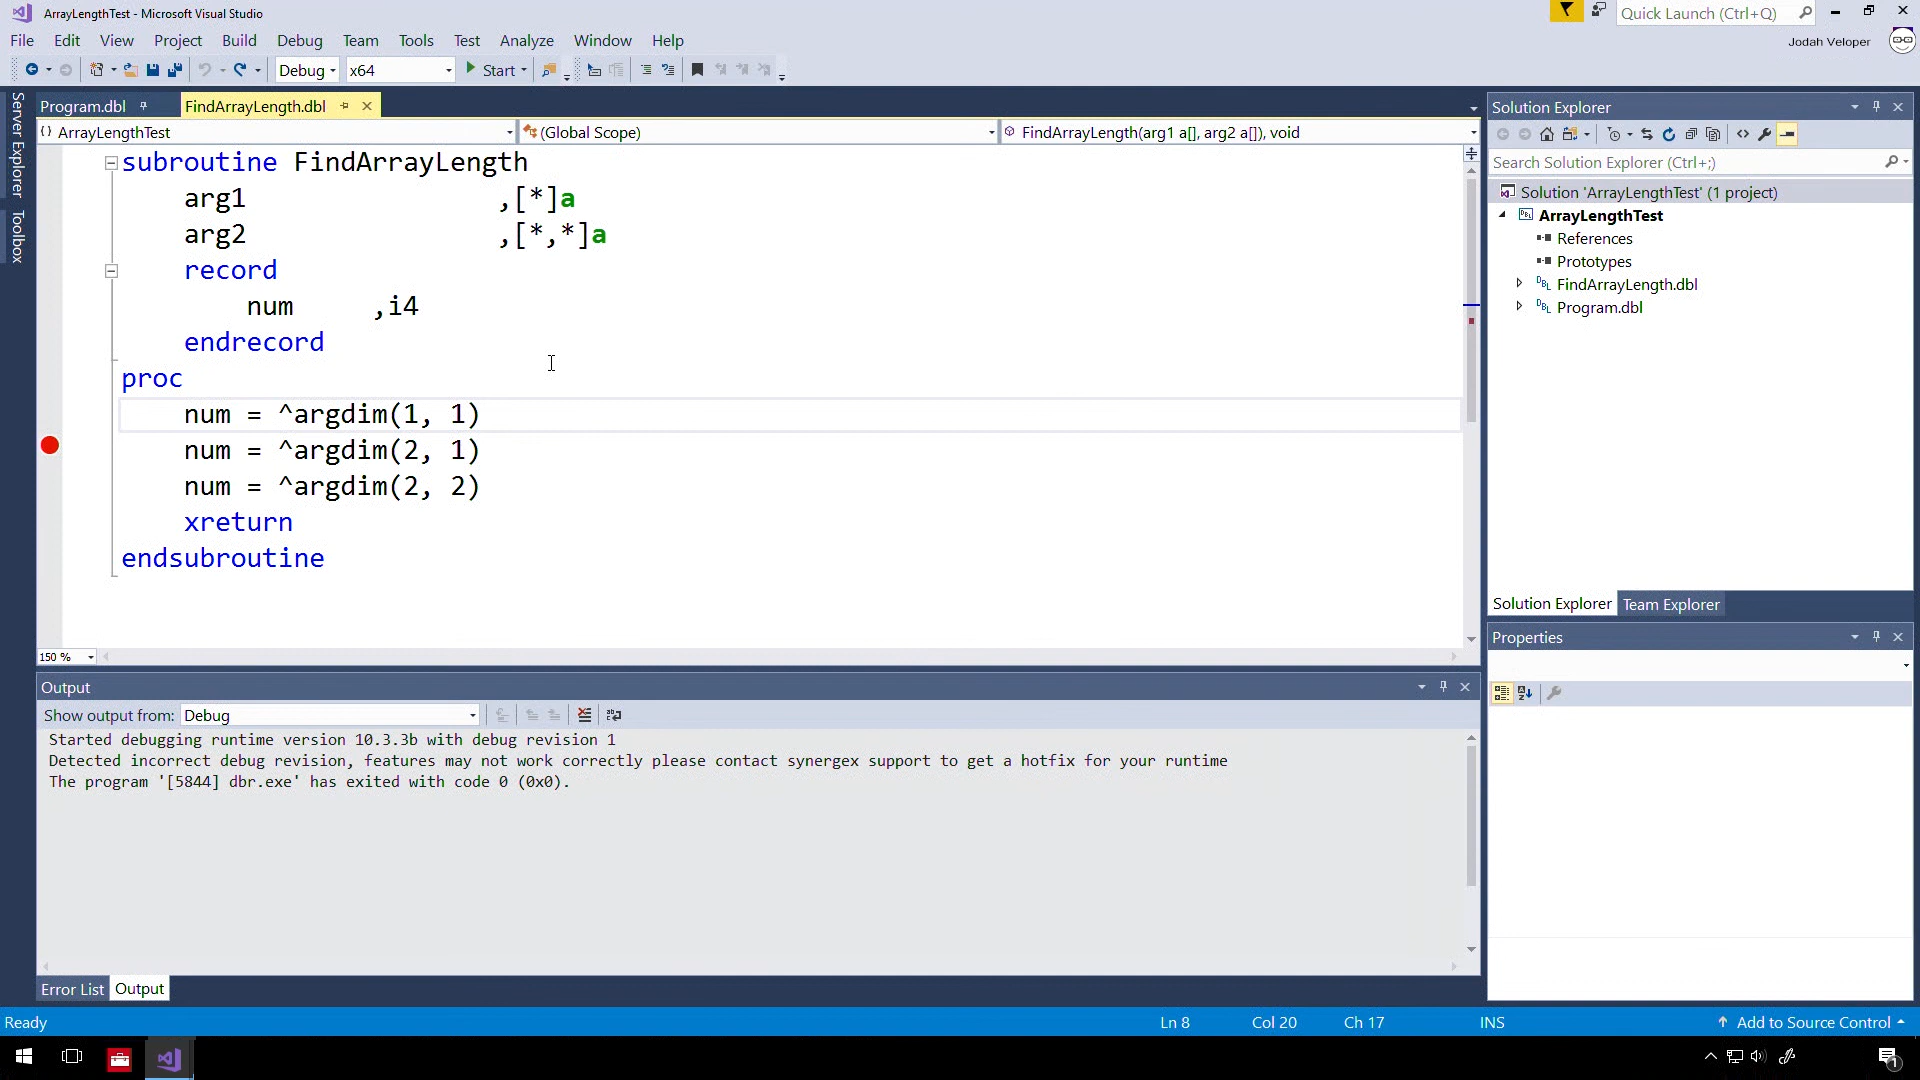 ArrayLengthTest - Microsoft Visual Studio
Quick Launch (Ctrl+Q)
File Edit View Project Build Debug Team Tools Test Analyze Window Help
Jodah Veloper
Debug x64 Start
Server Explorer
Toolbox
Program.dbl FindArrayLength.dbl
ArrayLengthTest (Global Scope) FindArrayLength(arg1 a[], arg2 a[]), void
subroutine FindArrayLength
arg1 ,[*]a
arg2 ,[*,*]a
record
num ,i4
endrecord
proc
num = ^argdim(1, 1)
num = ^argdim(2, 1)
num = ^argdim(2, 2)
xreturn
endsubroutine
150 %
Solution Explorer
Search Solution Explorer (Ctrl+;)
Solution 'ArrayLengthTest' (1 project)
ArrayLengthTest
References
Prototypes
FindArrayLength.dbl
Program.dbl
Solution Explorer Team Explorer
Properties
Output
Show output from: Debug
Started debugging runtime version 10.3.3b with debug revision 1
Detected incorrect debug revision, features may not work correctly please contact synergex support to get a hotfix for your runtime
The program '[5844] dbr.exe' has exited with code 0 (0x0).
Error List Output
Ready Ln 8 Col 20 Ch 17 INS Add to Source Control
1